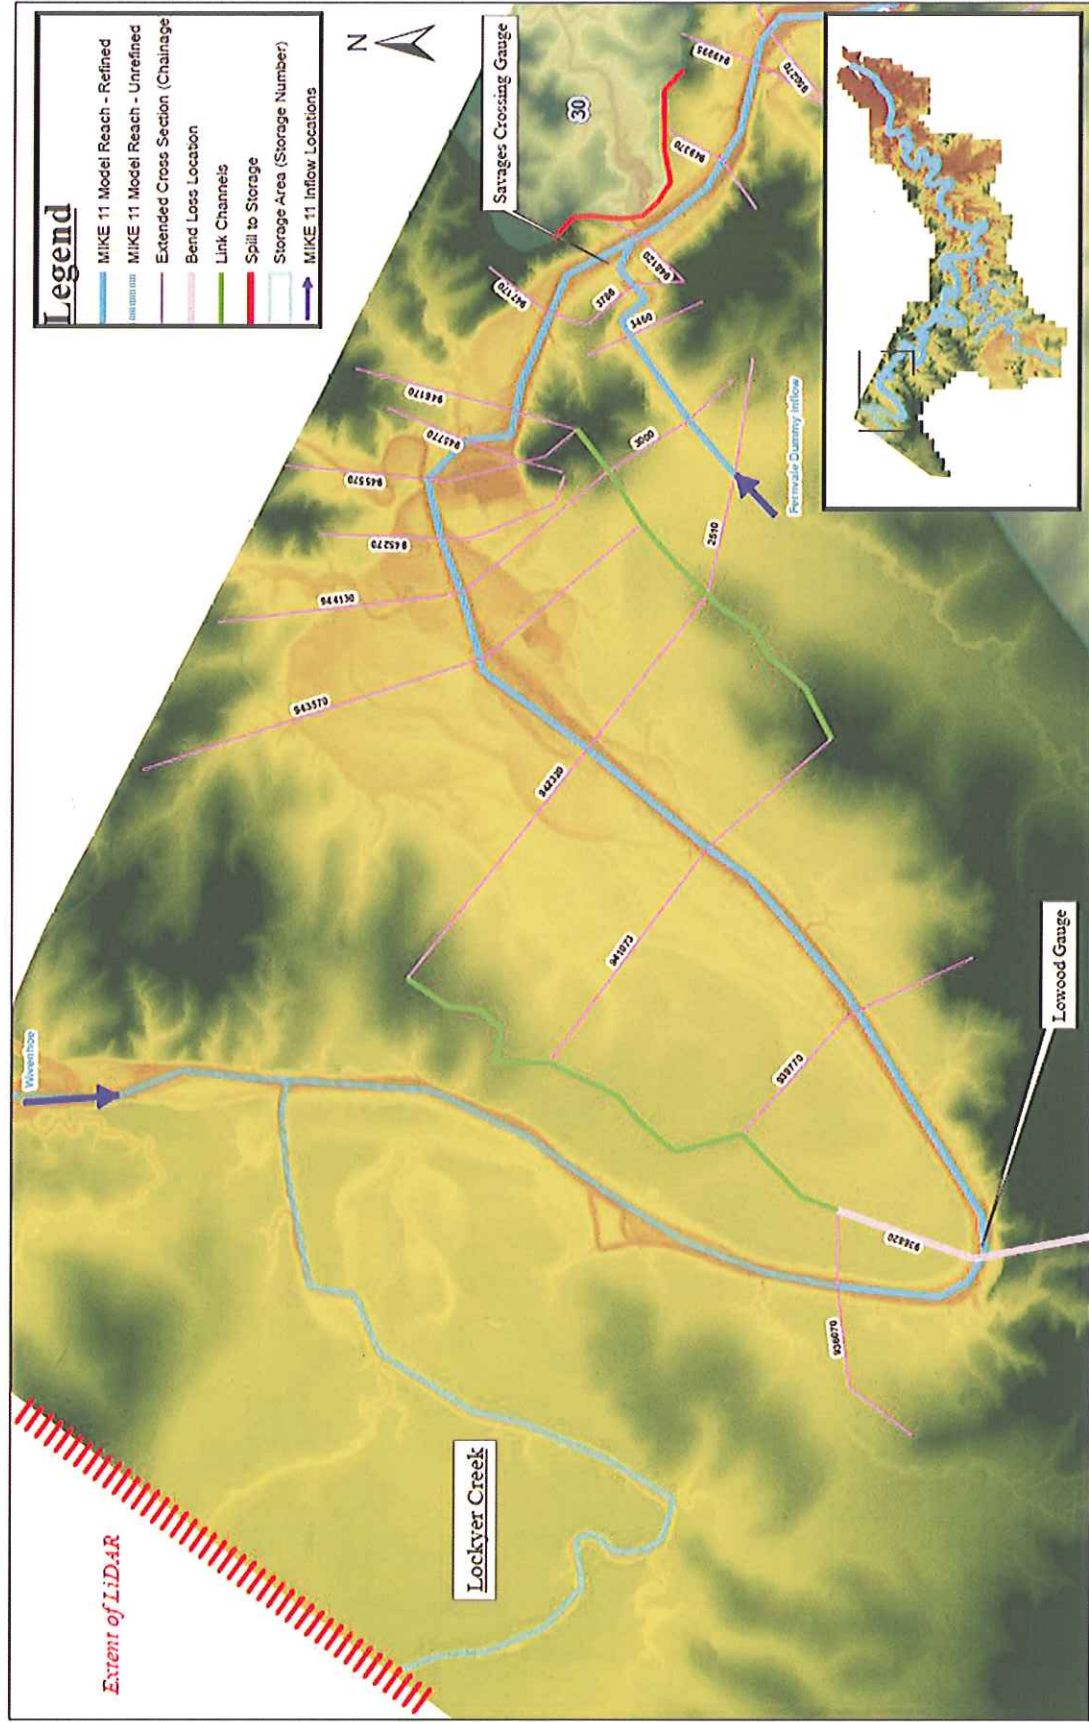 Legend
MIKE 11 Model Reach - Refined
MIKE 11 Model Reach - Unrefined
Extended Cross Section (Chainage
Bend Loss Location
Link Channels
Spill to Storage
Storage Area (Storage Number)
MIKE 11 Inflow Locations
N
Savages Crossing Gauge
30
949370
948120
947170
3786
3460
946170
945770
945570
945270
944130
943570
3000
2510
Fernvale Dummy Inflow
942320
941073
939770
936820
936070
Lowood Gauge
Wivenhoe
Lockyer Creek
Extent of LiDAR